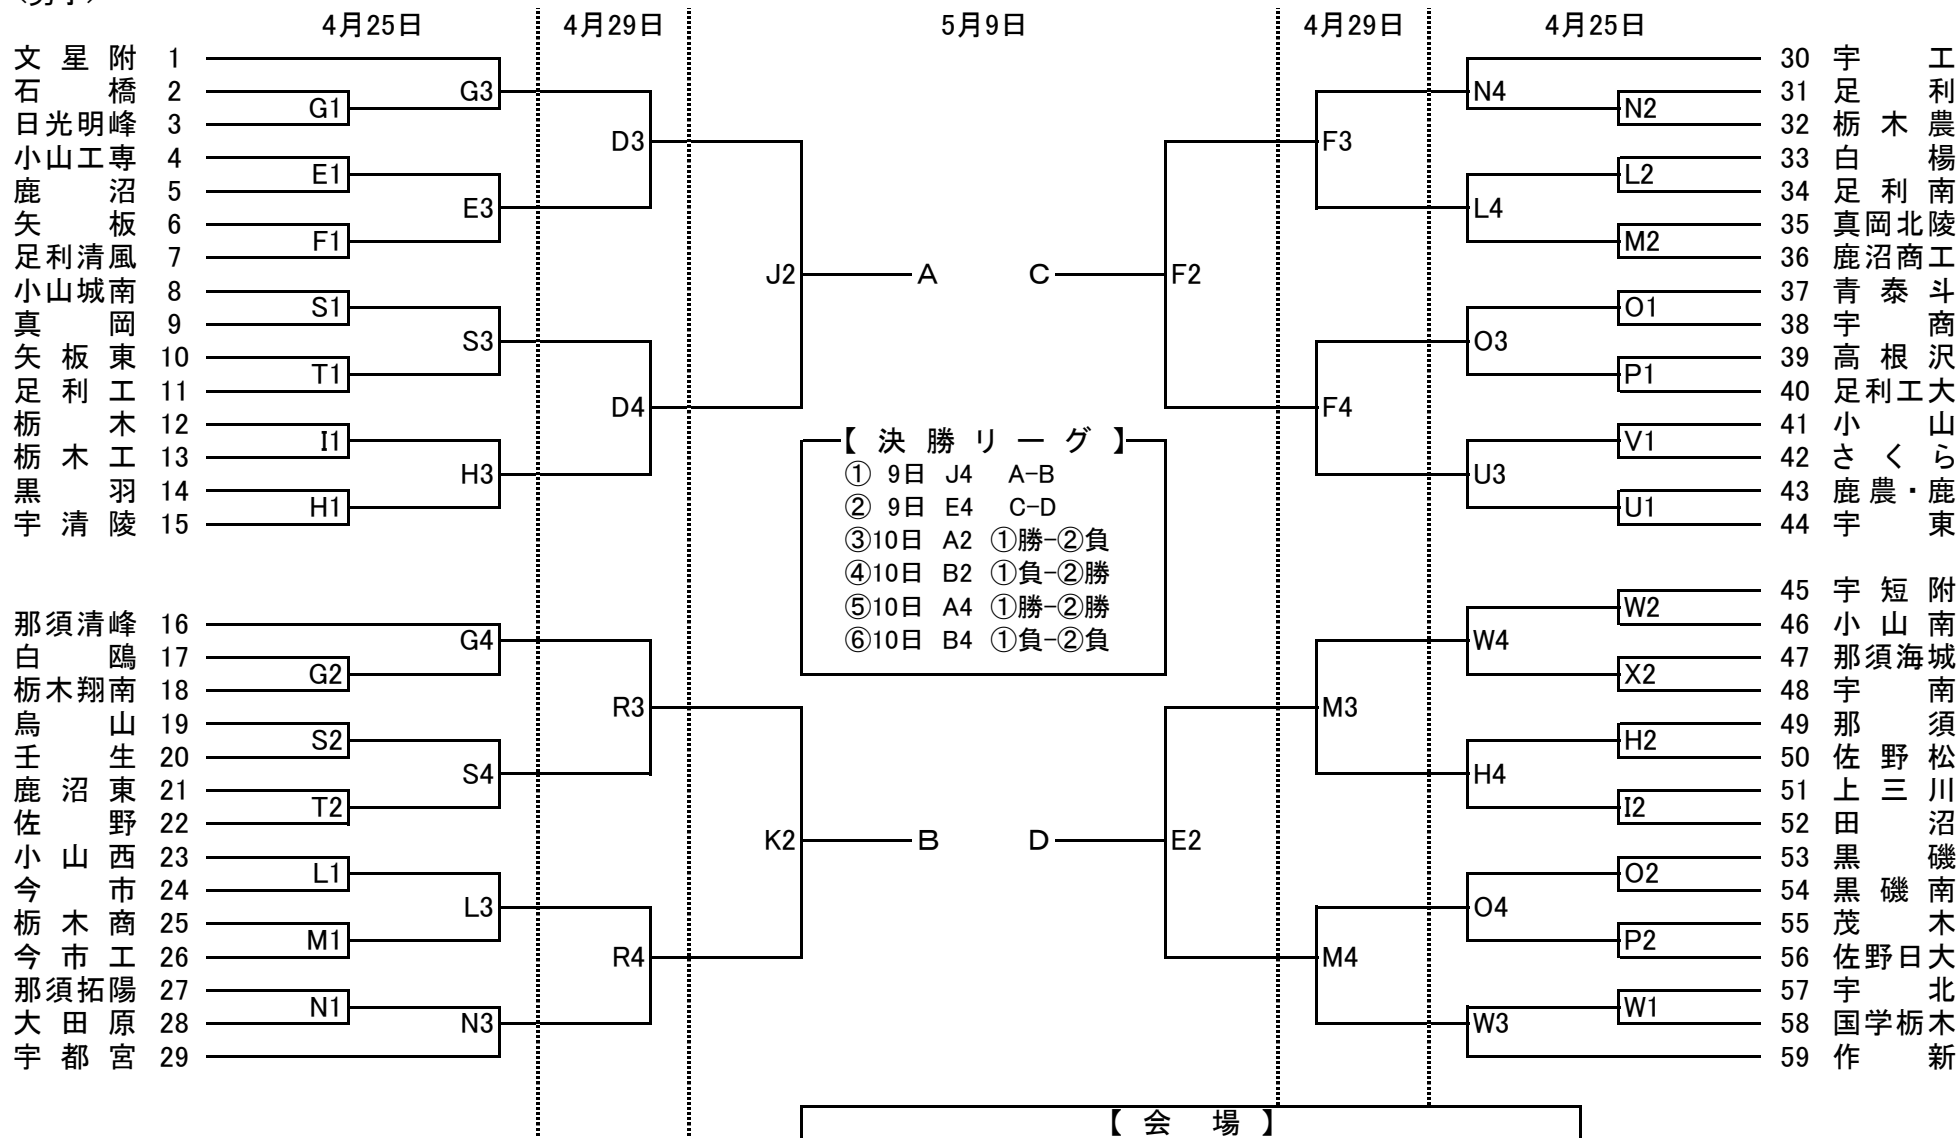 4月25日 4月29日 5月9日 4月29日 4月25日
文星附 1
石橋 2
日光明峰 3
小山工専 4
鹿沼 5
矢板 6
足利清風 7
小山城南 8
真岡 9
矢板東 10
足利工 11
栃木 12
栃木工 13
黒羽 14
宇清陵 15
G1
E1
F1
S1
T1
I1
H1
G3
E3
S3
H3
D3
D4
J2
A
那須清峰 16
白鴎 17
栃木翔南 18
烏山 19
壬生 20
鹿沼東 21
佐野 22
小山西 23
今市 24
栃木商 25
今市工 26
那須拓陽 27
大田原 28
宇都宮 29
G2
S2
T2
L1
M1
N1
G4
S4
L3
N3
R3
R4
K2
B
【決勝リーグ】
① 9日 J4 A-B
② 9日 E4 C-D
③10日 A2 ①勝-②負
④10日 B2 ①負-②勝
⑤10日 A4 ①勝-②勝
⑥10日 B4 ①負-②負
C
F2
F3
F4
N4
L4
O3
U3
N2
L2
M2
O1
P1
V1
U1
30 宇工
31 足利
32 栃木農
33 白楊
34 足利南
35 真岡北陵
36 鹿沼商工
37 青泰斗
38 宇商
39 高根沢
40 足利工大
41 小山
42 さくら
43 鹿農・鹿
44 宇東
D
E2
M3
M4
W4
H4
O4
W3
W2
X2
H2
I2
O2
P2
W1
45 宇短附
46 小山南
47 那須海城
48 宇南
49 那須
50 佐野松
51 上三川
52 田沼
53 黒磯
54 黒磯南
55 茂木
56 佐野日大
57 宇北
58 国学栃木
59 作新
【会場】